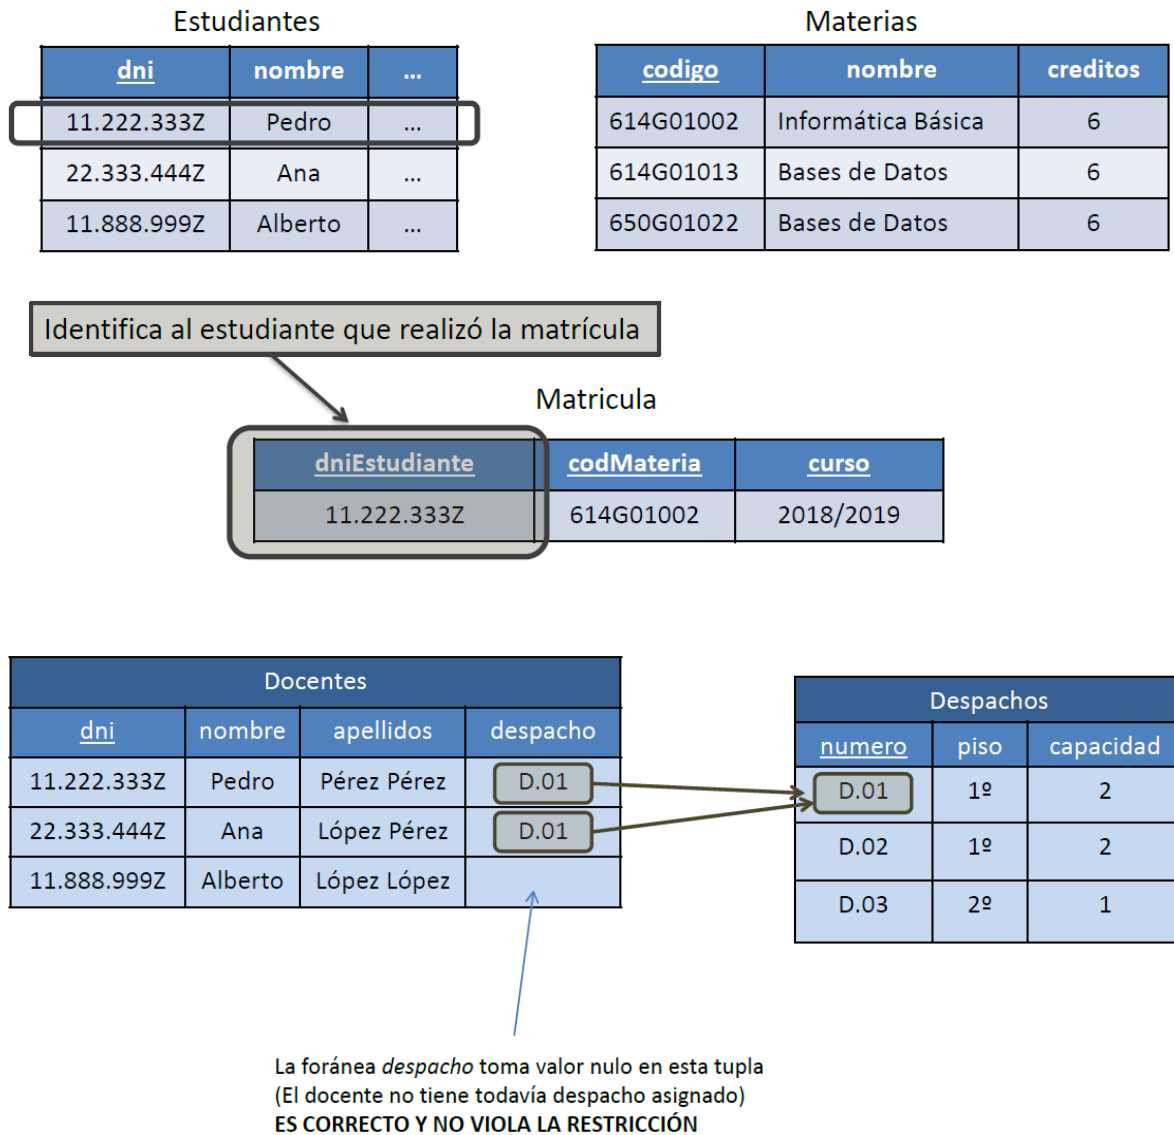 Estudiantes
dni nombre ...
11.222.333Z Pedro ...
22.333.444Z Ana ...
11.888.999Z Alberto ...
Materias
codigo nombre creditos
614G01002 Informática Básica 6
614G01013 Bases de Datos 6
650G01022 Bases de Datos 6
Identifica al estudiante que realizó la matrícula
Matricula
dniEstudiante codMateria curso
11.222.333Z 614G01002 2018/2019
Docentes
dni nombre apellidos despacho
11.222.333Z Pedro Pérez Pérez D.01
22.333.444Z Ana López Pérez D.01
11.888.999Z Alberto López López
Despachos
numero piso capacidad
D.01 1º 2
D.02 1º 2
D.03 2º 1
La foránea despacho toma valor nulo en esta tupla
(El docente no tiene todavía despacho asignado)
ES CORRECTO Y NO VIOLA LA RESTRICCIÓN